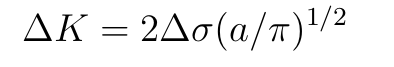 ΔK = 2Δσ(a/π)^{1/2}